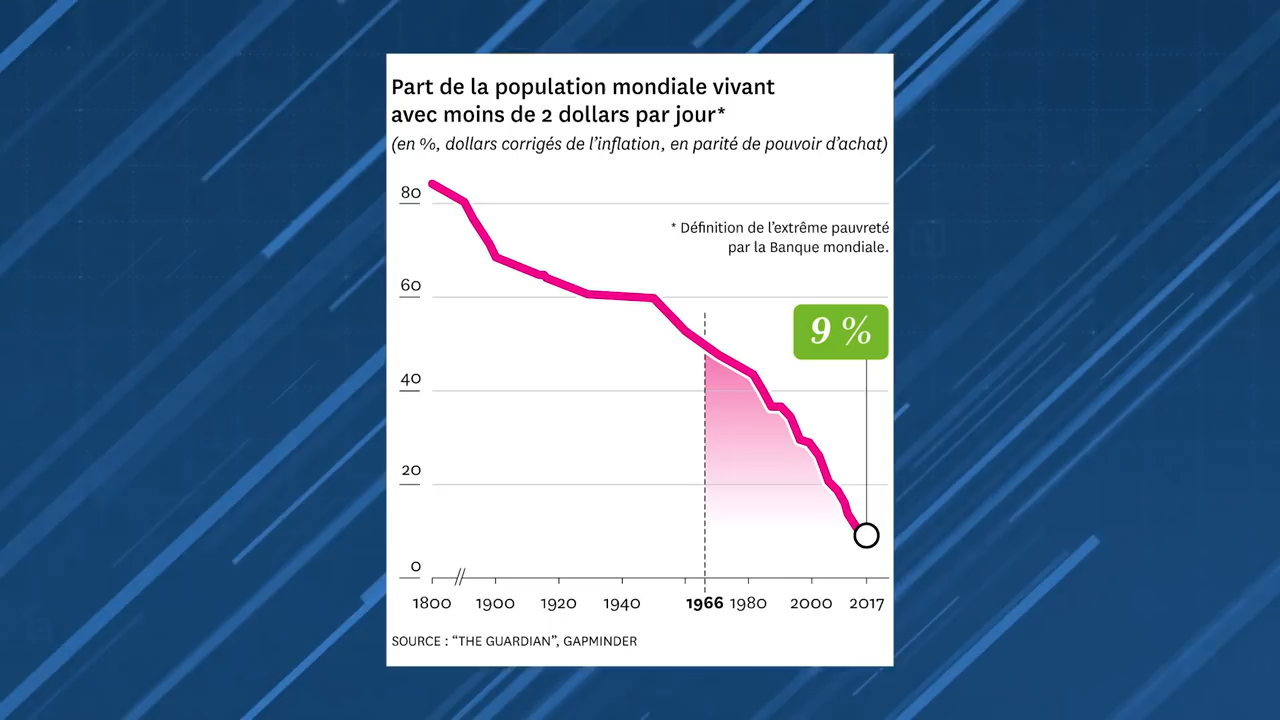 Part de la population mondiale vivant
avec moins de 2 dollars par jour*
(en %, dollars corrigés de l'inflation, en parité de pouvoir d'achat)
80
* Définition de l'extrême pauvreté
par la Banque mondiale.
60
9 %
40
20
0
1800 1900 1920 1940 1966 1980 2000 2017
SOURCE : “THE GUARDIAN”, GAPMINDER